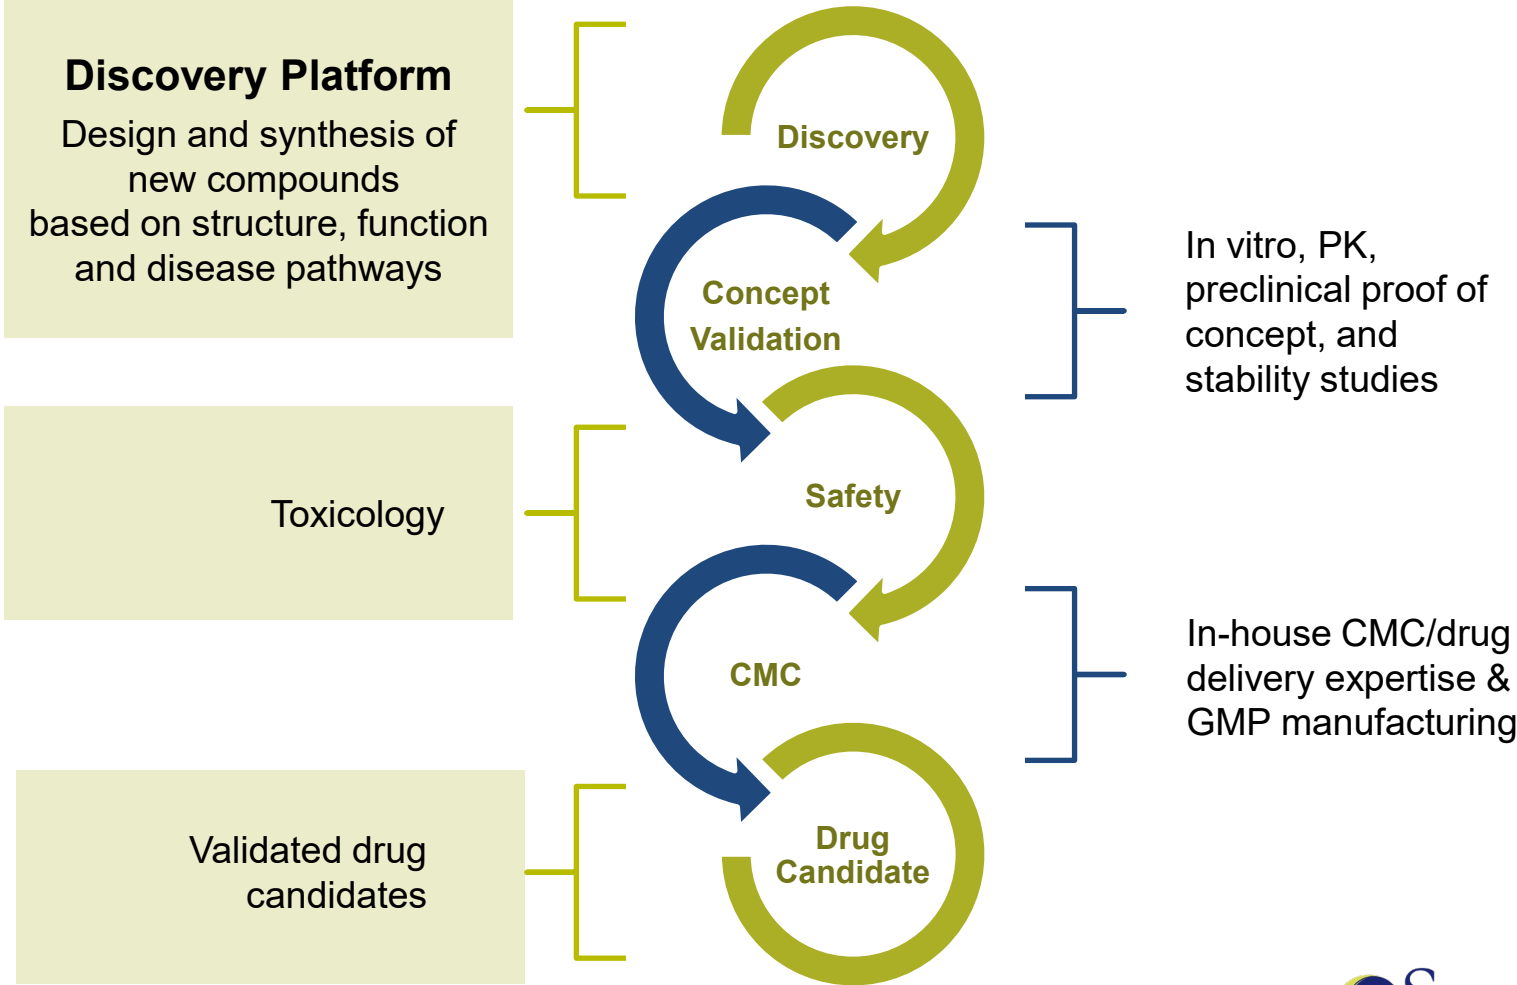 Discovery Platform
Design and synthesis of
new compounds
based on structure, function
and disease pathways
Discovery
Concept
Validation
In vitro, PK,
preclinical proof of
concept, and
stability studies
Toxicology
Safety
CMC
In-house CMC/drug
delivery expertise &
GMP manufacturing
Validated drug
candidates
Drug
Candidate